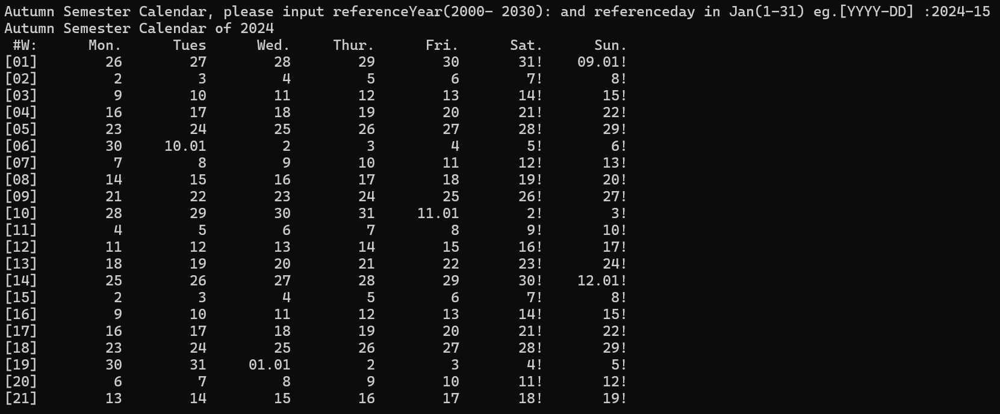 Autumn Semester Calendar, please input referenceYear(2000- 2030): and referenceday in Jan(1-31) eg.[YYYY-DD] :2024-15
Autumn Semester Calendar of 2024
 #W:      Mon.      Tues      Wed.     Thur.      Fri.      Sat.      Sun.
[01]        26        27        28        29        30        31!    09.01!
[02]         2         3         4         5         6         7!        8!
[03]         9        10        11        12        13        14!       15!
[04]        16        17        18        19        20        21!       22!
[05]        23        24        25        26        27        28!       29!
[06]        30     10.01         2         3         4         5!        6!
[07]         7         8         9        10        11        12!       13!
[08]        14        15        16        17        18        19!       20!
[09]        21        22        23        24        25        26!       27!
[10]        28        29        30        31     11.01         2!        3!
[11]         4         5         6         7         8         9!       10!
[12]        11        12        13        14        15        16!       17!
[13]        18        19        20        21        22        23!       24!
[14]        25        26        27        28        29        30!    12.01!
[15]         2         3         4         5         6         7!        8!
[16]         9        10        11        12        13        14!       15!
[17]        16        17        18        19        20        21!       22!
[18]        23        24        25        26        27        28!       29!
[19]        30        31     01.01         2         3         4!        5!
[20]         6         7         8         9        10        11!       12!
[21]        13        14        15        16        17        18!       19!